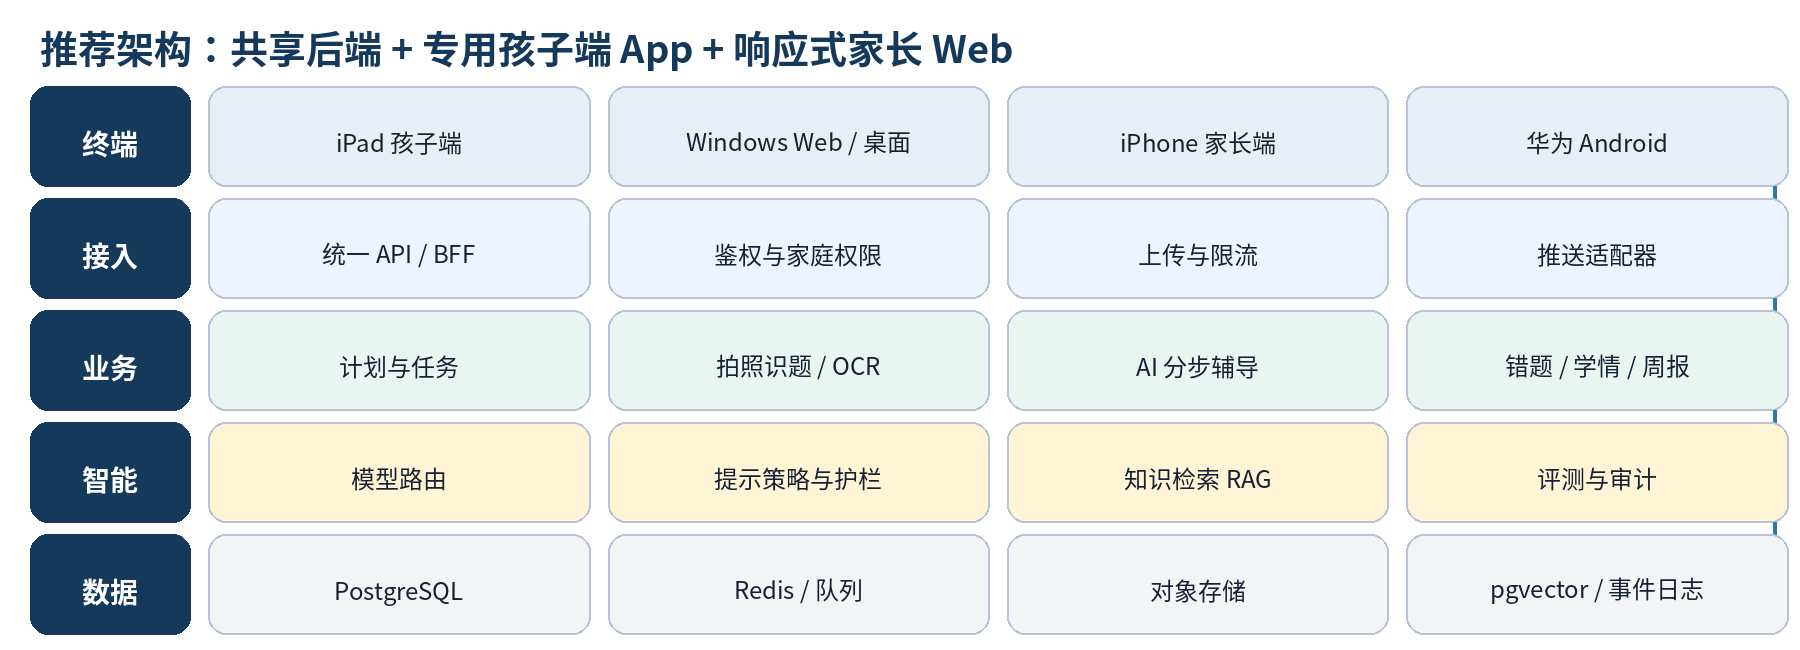 推荐架构：共享后端 + 专用孩子端 App + 响应式家长 Web
终端
iPad 孩子端
Windows Web / 桌面
iPhone 家长端
华为 Android
接入
统一 API / BFF
鉴权与家庭权限
上传与限流
推送适配器
业务
计划与任务
拍照识题 / OCR
AI 分步辅导
错题 / 学情 / 周报
智能
模型路由
提示策略与护栏
知识检索 RAG
评测与审计
数据
PostgreSQL
Redis / 队列
对象存储
pgvector / 事件日志